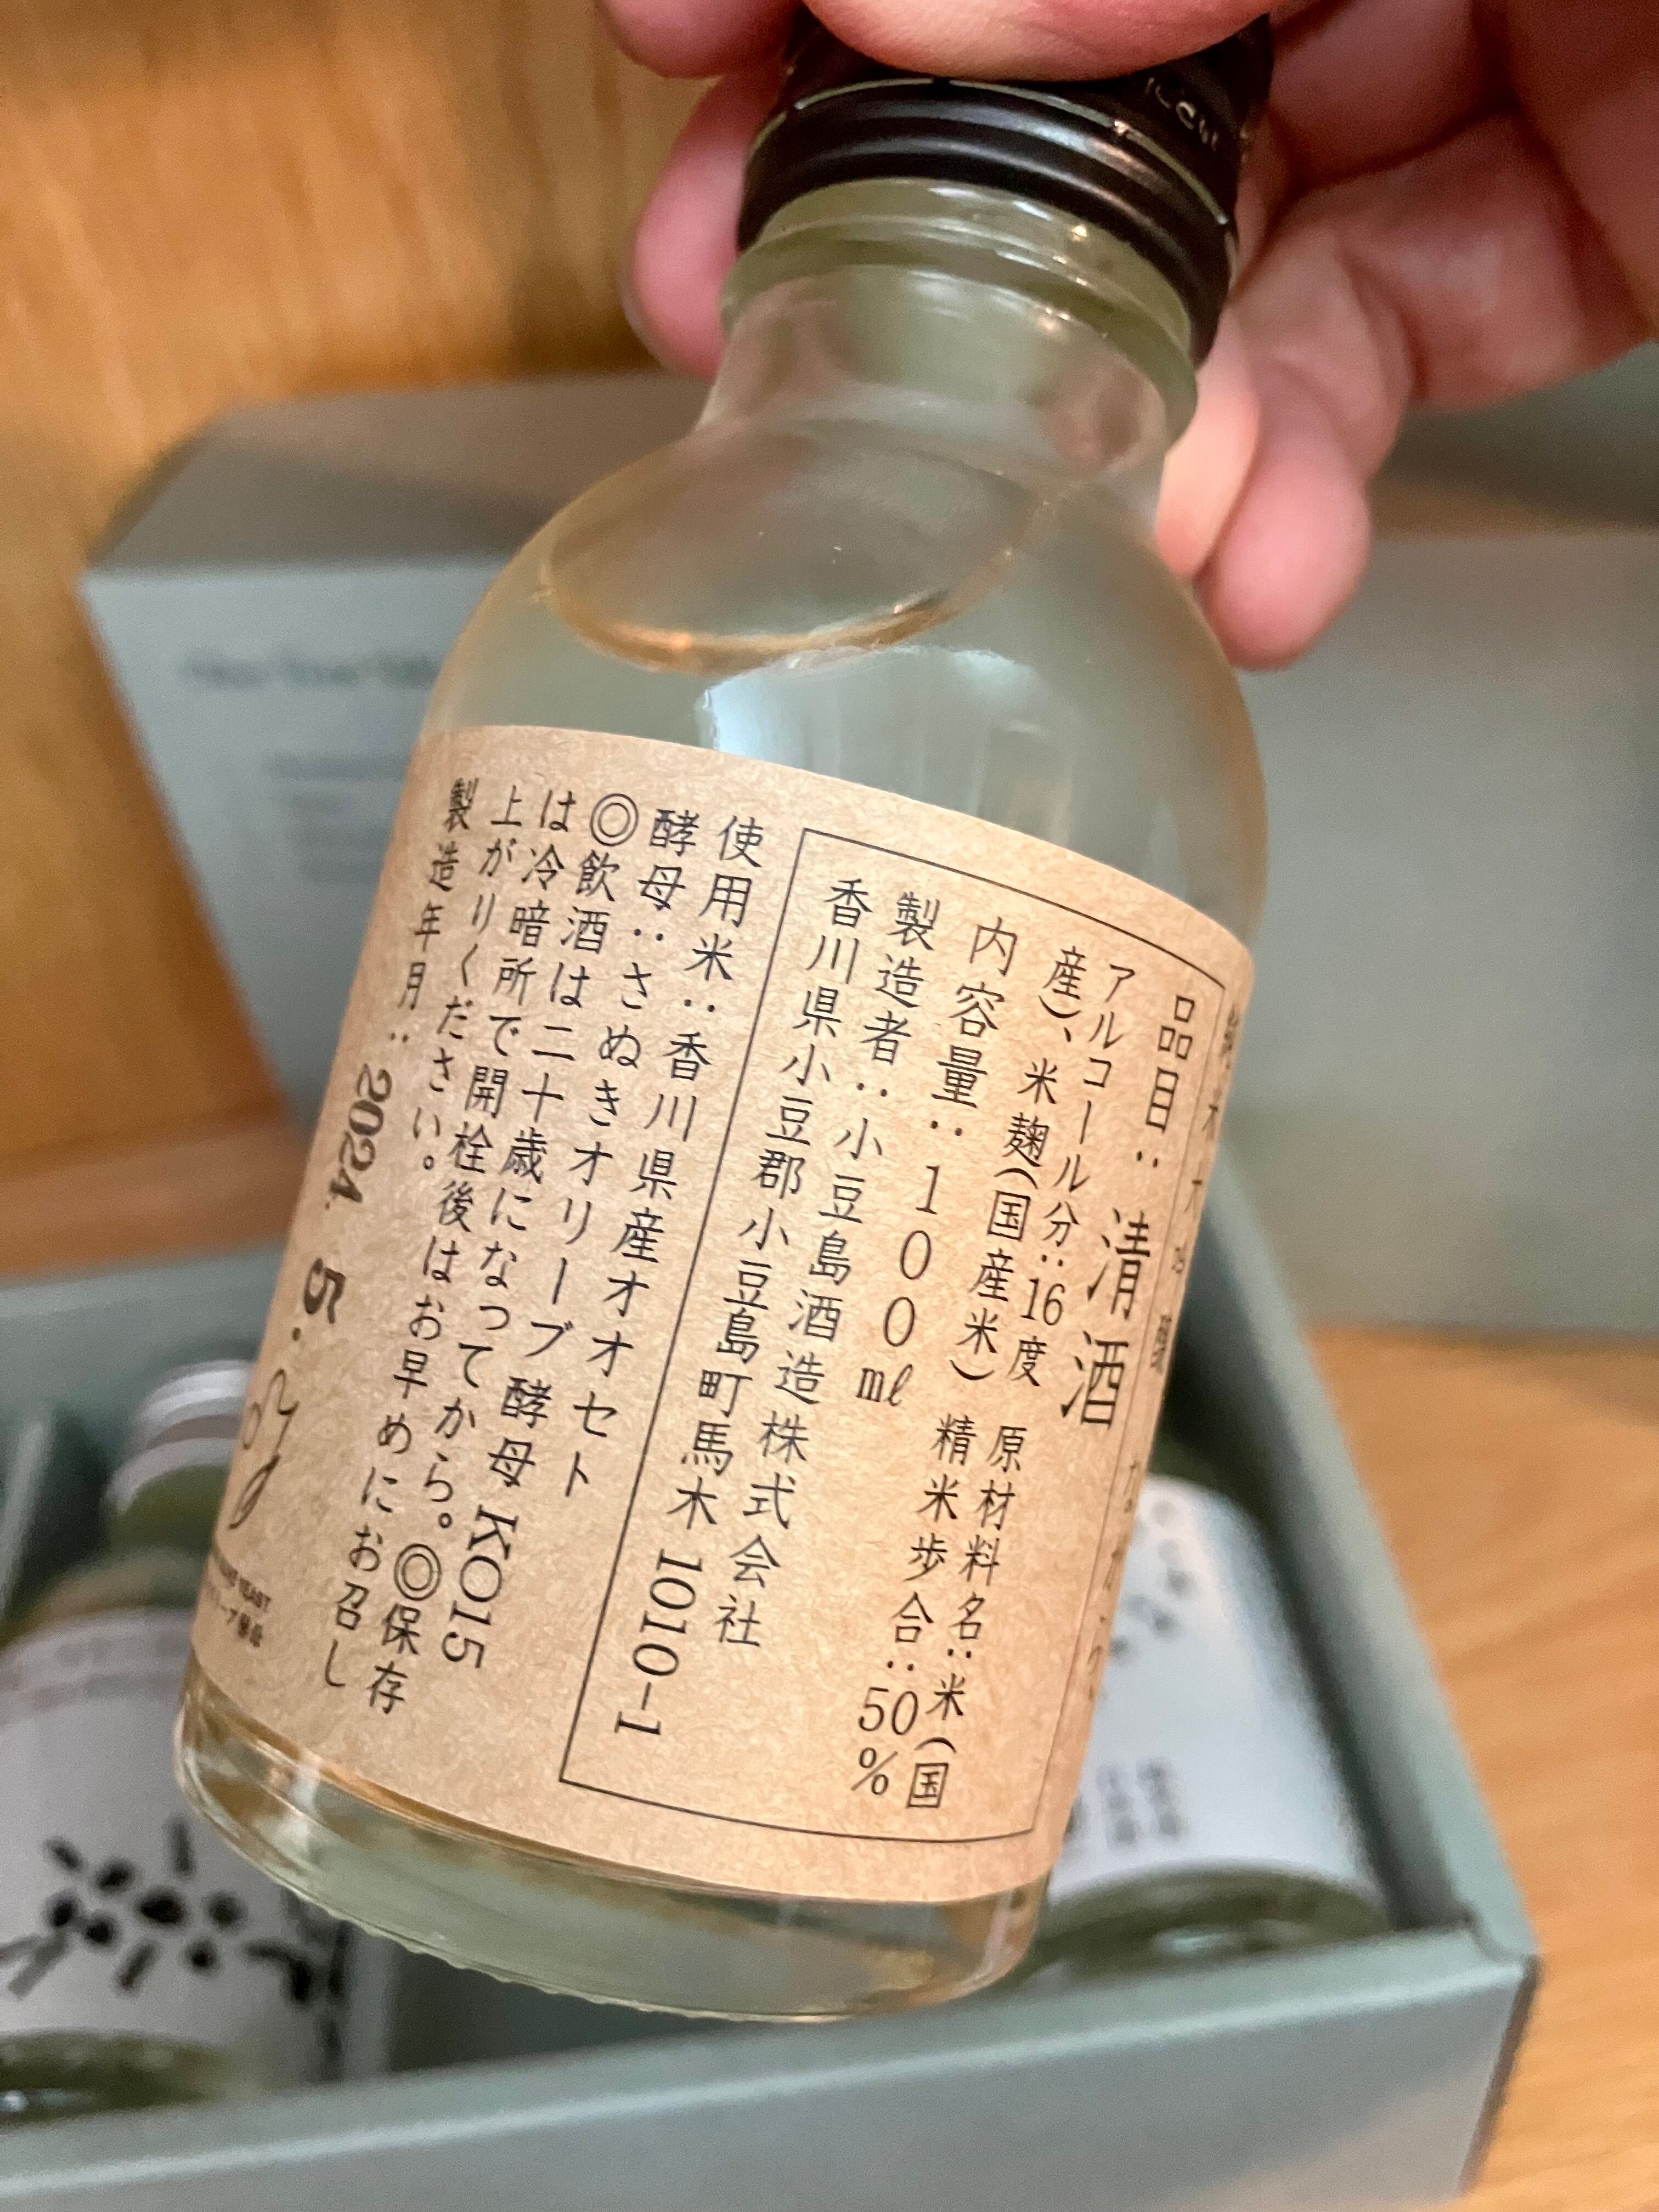 品目：清酒
アルコール分：16度 原材料名：米（国
産）、米麹（国産米） 精米歩合：50%
内容量：100㎖
製造者：小豆島酒造株式会社
香川県小豆郡小豆島町馬木 1010-1
使用米：香川県産オオセト
酵母：さぬきオリーブ酵母 KO15
◎飲酒は二十歳になってから。◎保存
は冷暗所で開栓後はお早めにお召し
上がりください。
製造年月：2024. 5.
YEAST